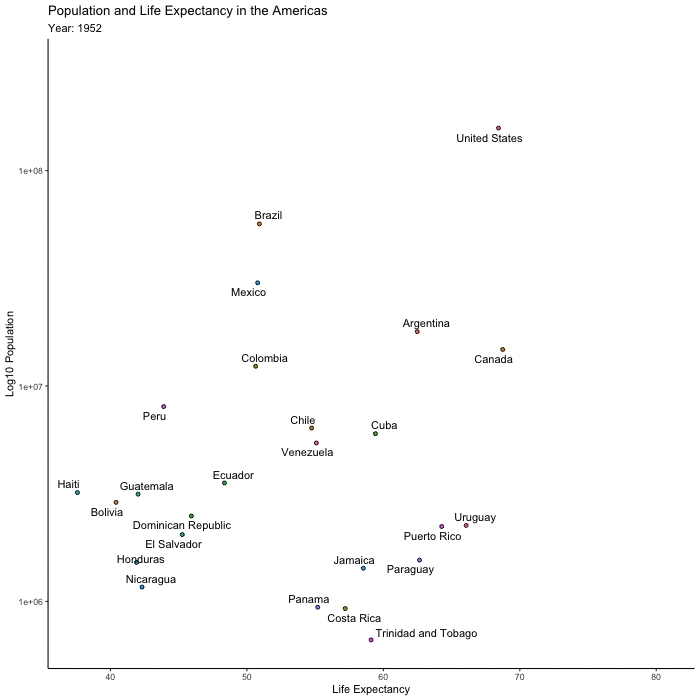 Population and Life Expectancy in the Americas
Year: 1952
United States
1e+08
Brazil
Mexico
Argentina
Log10 Population
Colombia
Canada
1e+07
Peru
Chile
Cuba
Venezuela
Ecuador
Haiti
Guatemala
Bolivia
Uruguay
Dominican Republic
Puerto Rico
El Salvador
Honduras
Jamaica
Paraguay
Nicaragua
Panama
1e+06
Costa Rica
Trinidad and Tobago
40 50 60 70 80
Life Expectancy